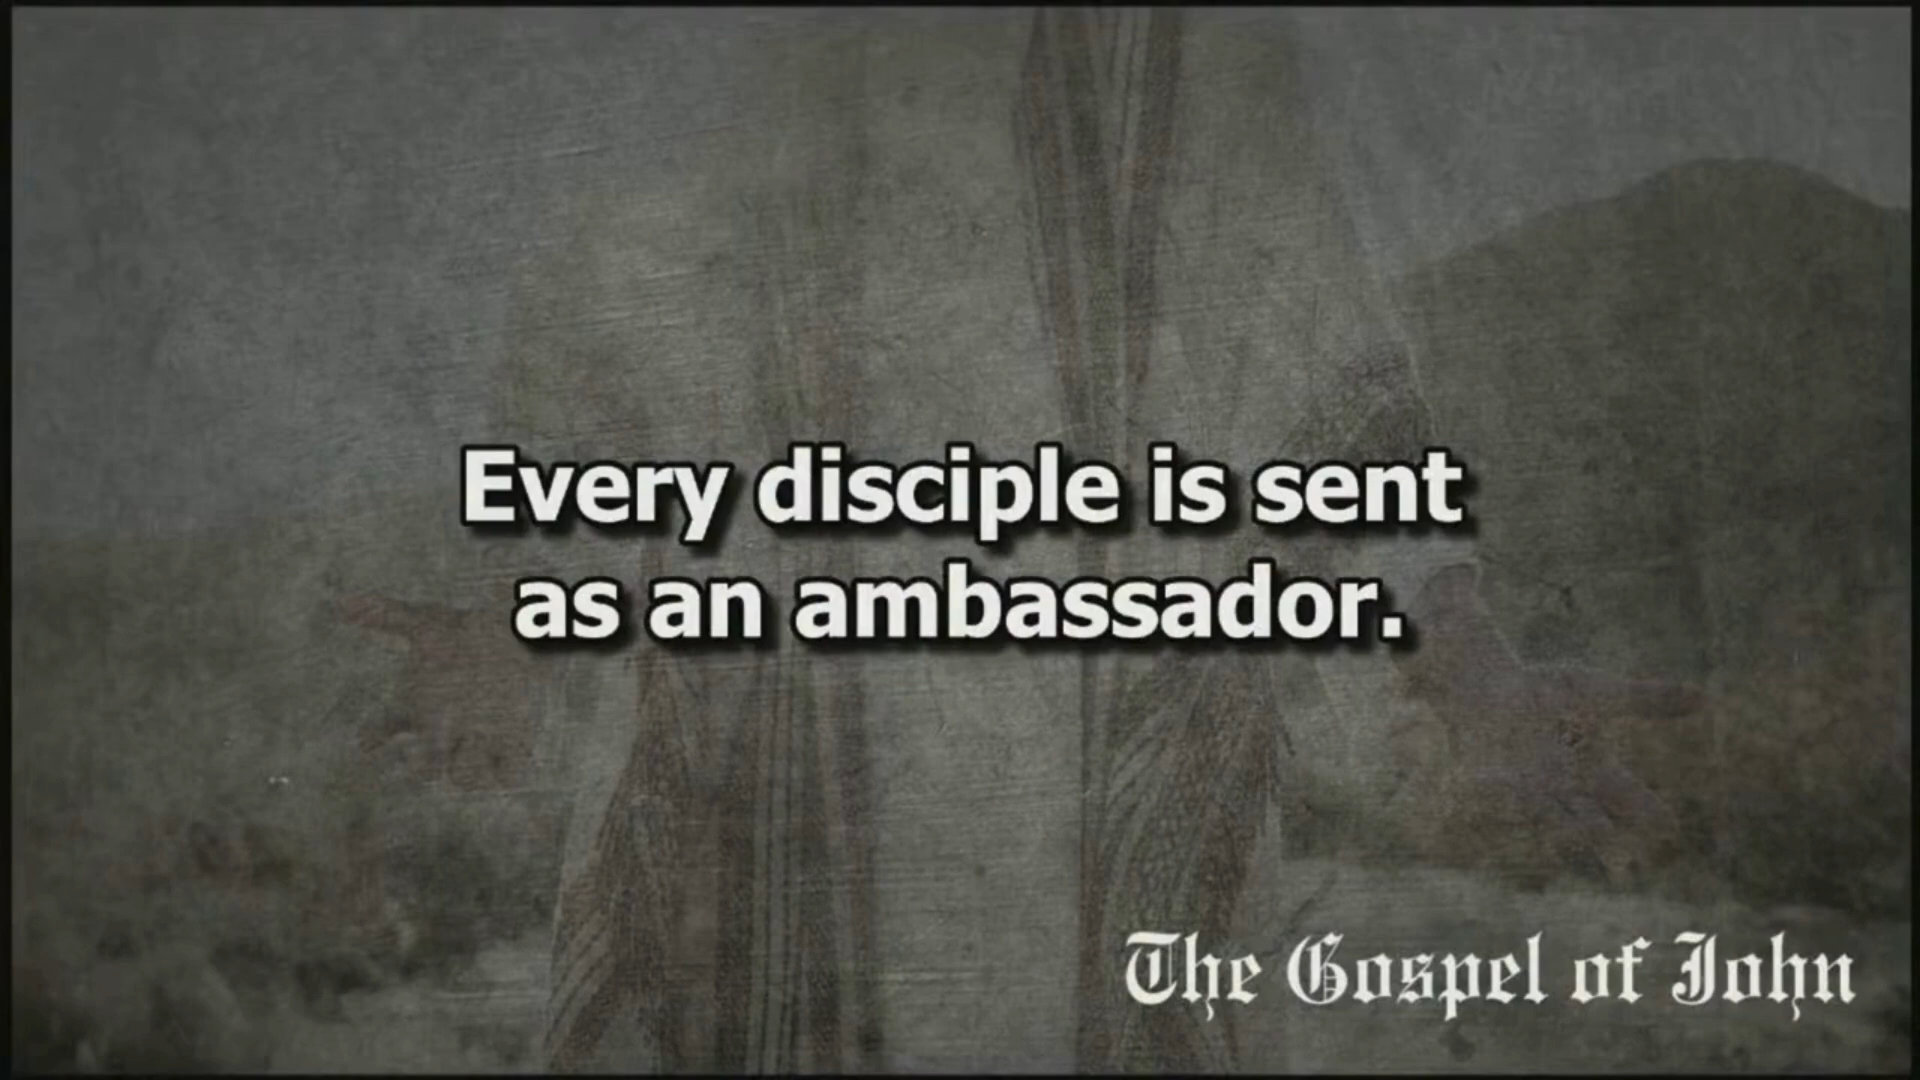 Every disciple is sent
as an ambassador.
The Gospel of John